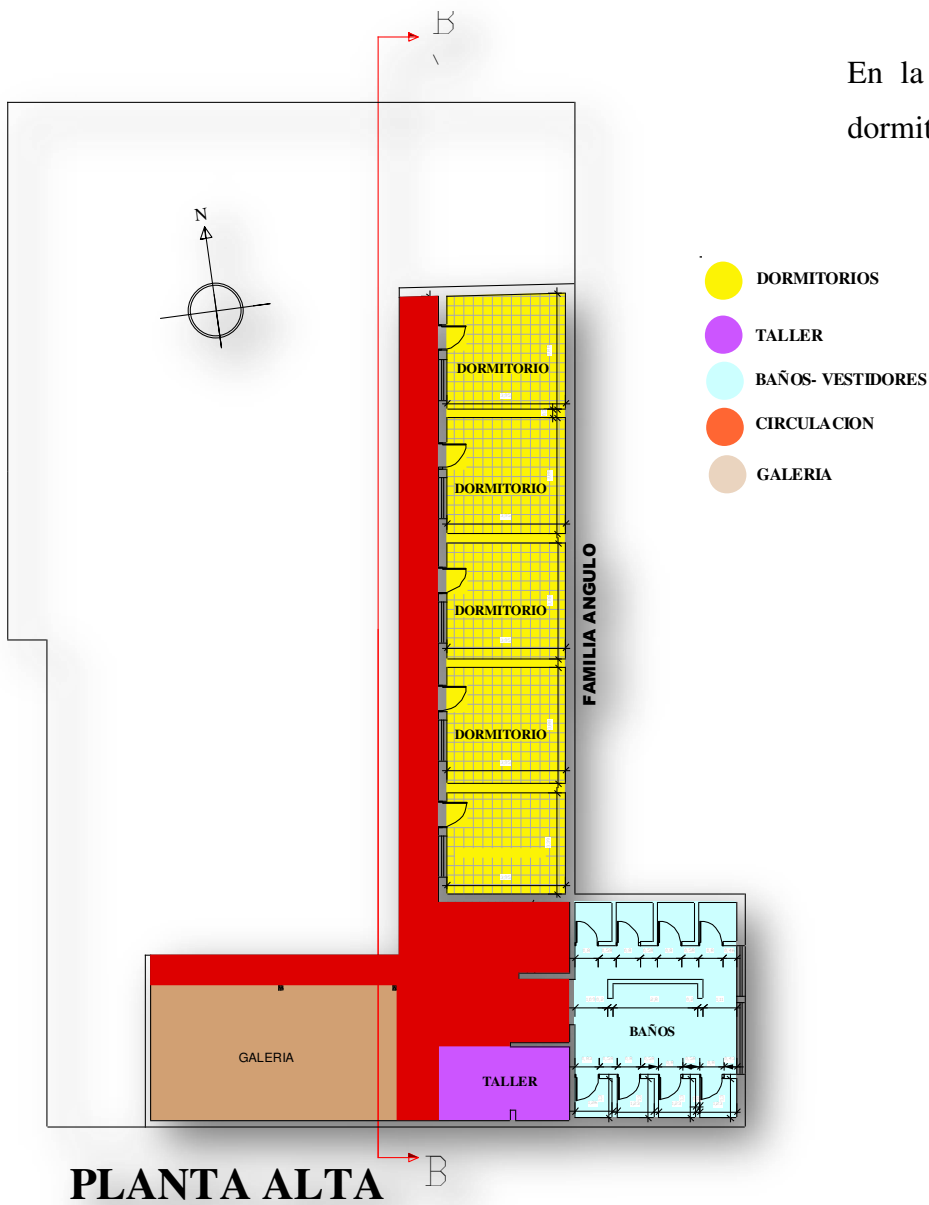 B
En la
dormit
N
DORMITORIOS
TALLER
BAÑOS- VESTIDORES
CIRCULACION
GALERIA
DORMITORIO
DORMITORIO
DORMITORIO
DORMITORIO
FAMILIA ANGULO
BAÑOS
GALERIA
TALLER
B
PLANTA ALTA